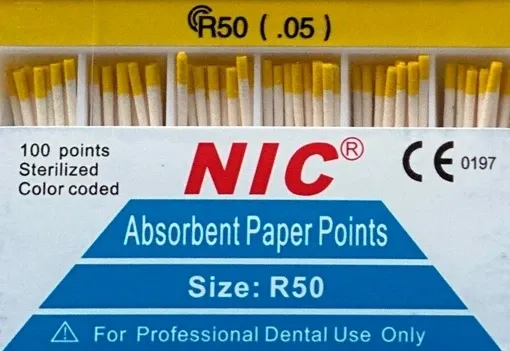 R50 (.05)
100 points
Sterilized
Color coded
NIC®
CE 0197
Absorbent Paper Points
Size: R50
For Professional Dental Use Only